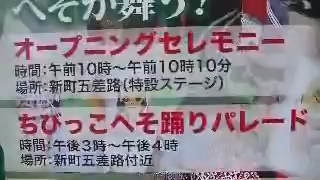 へそが舞う!
オープニングセレモニー
時間:午前10時～午前10時10分
場所:新町五差路(特設ステージ)
ちびっこへそ踊りパレード
時間:午後3時～午後4時
場所:新町五差路付近